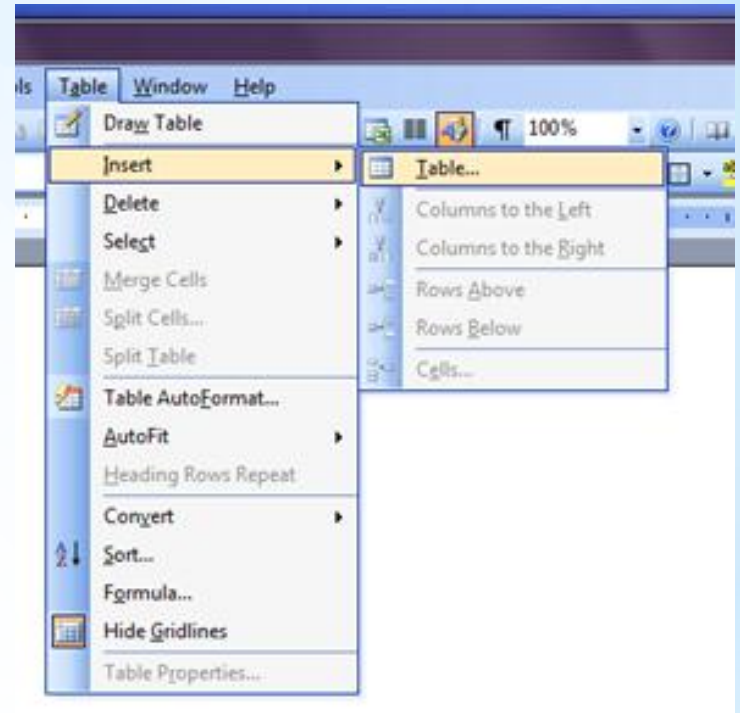 ols Table Window Help
Draw Table
100%
Insert
Table...
Delete
Columns to the Left
Select
Columns to the Right
Merge Cells
Rows Above
Split Cells...
Rows Below
Split Table
Cells...
Table AutoFormat...
AutoFit
Heading Rows Repeat
Convert
Sort...
Formula...
Hide Gridlines
Table Properties...